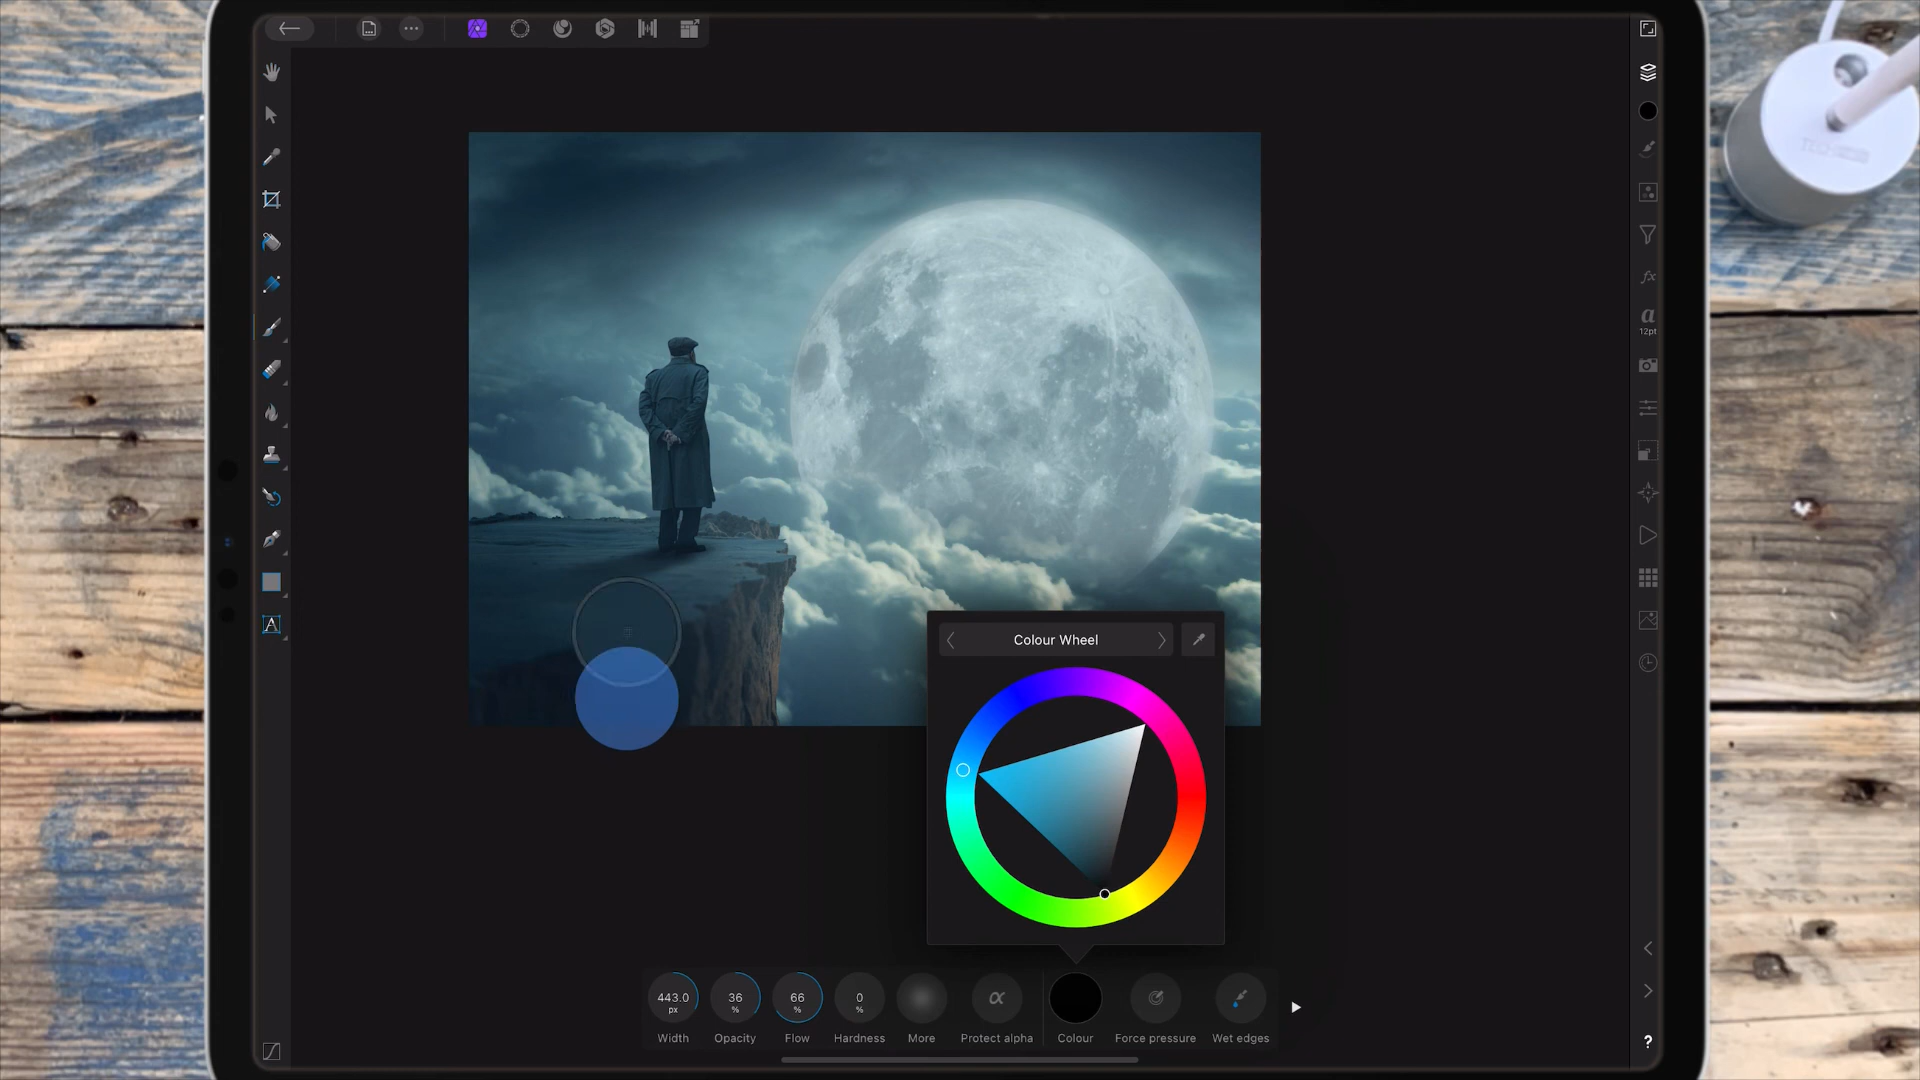 a
12pt
A
Colour Wheel
443.0
px
36
%
66
%
0
%
α
Width
Opacity
Flow
Hardness
More
Protect alpha
Colour
Force pressure
Wet edges
?